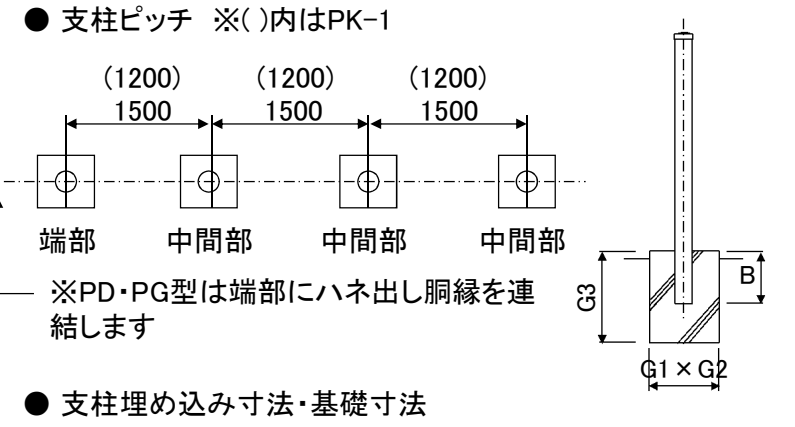 ● 支柱ピッチ ※( )内はPK-1
(1200) (1200) (1200)
1500 1500 1500
端部 中間部 中間部 中間部
※PD・PG型は端部にハネ出し胴縁を連
結します
G3
B
G1×G2
● 支柱埋め込み寸法・基礎寸法